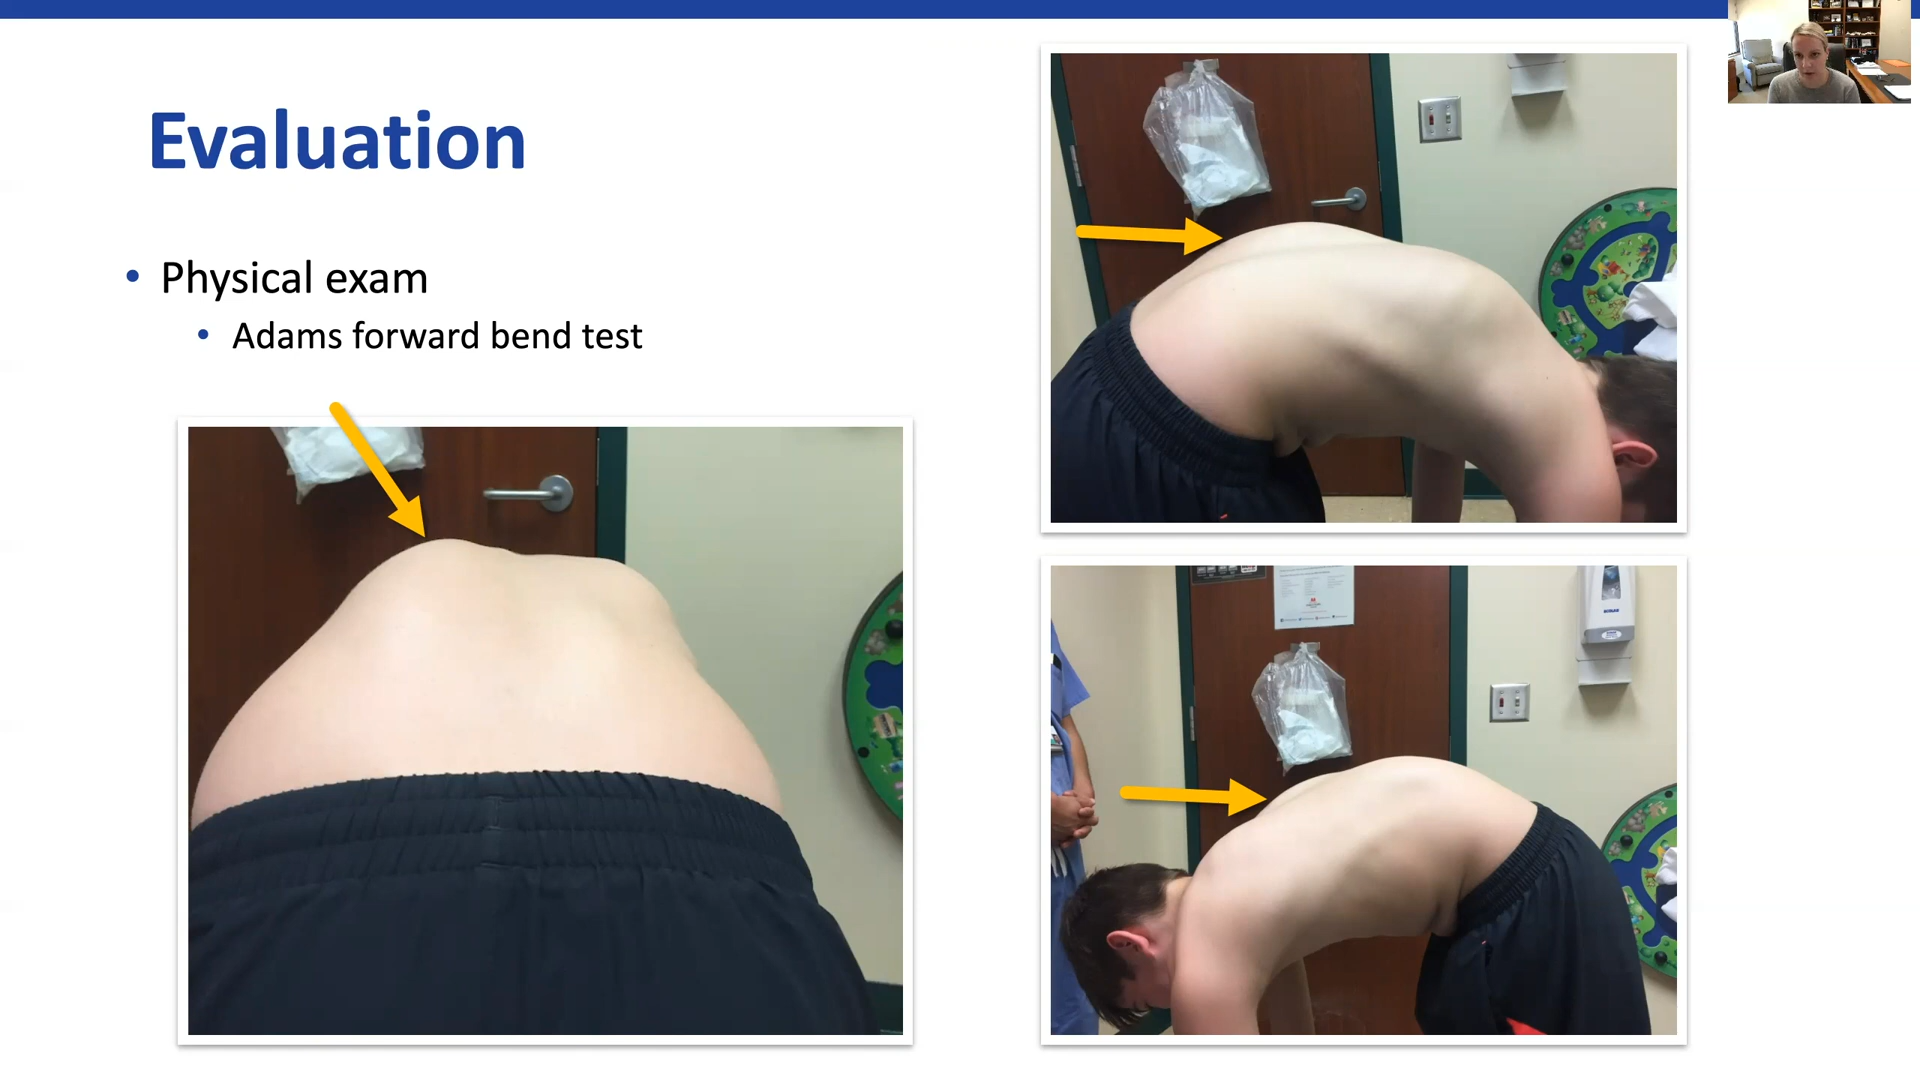 Evaluation
• Physical exam
• Adams forward bend test